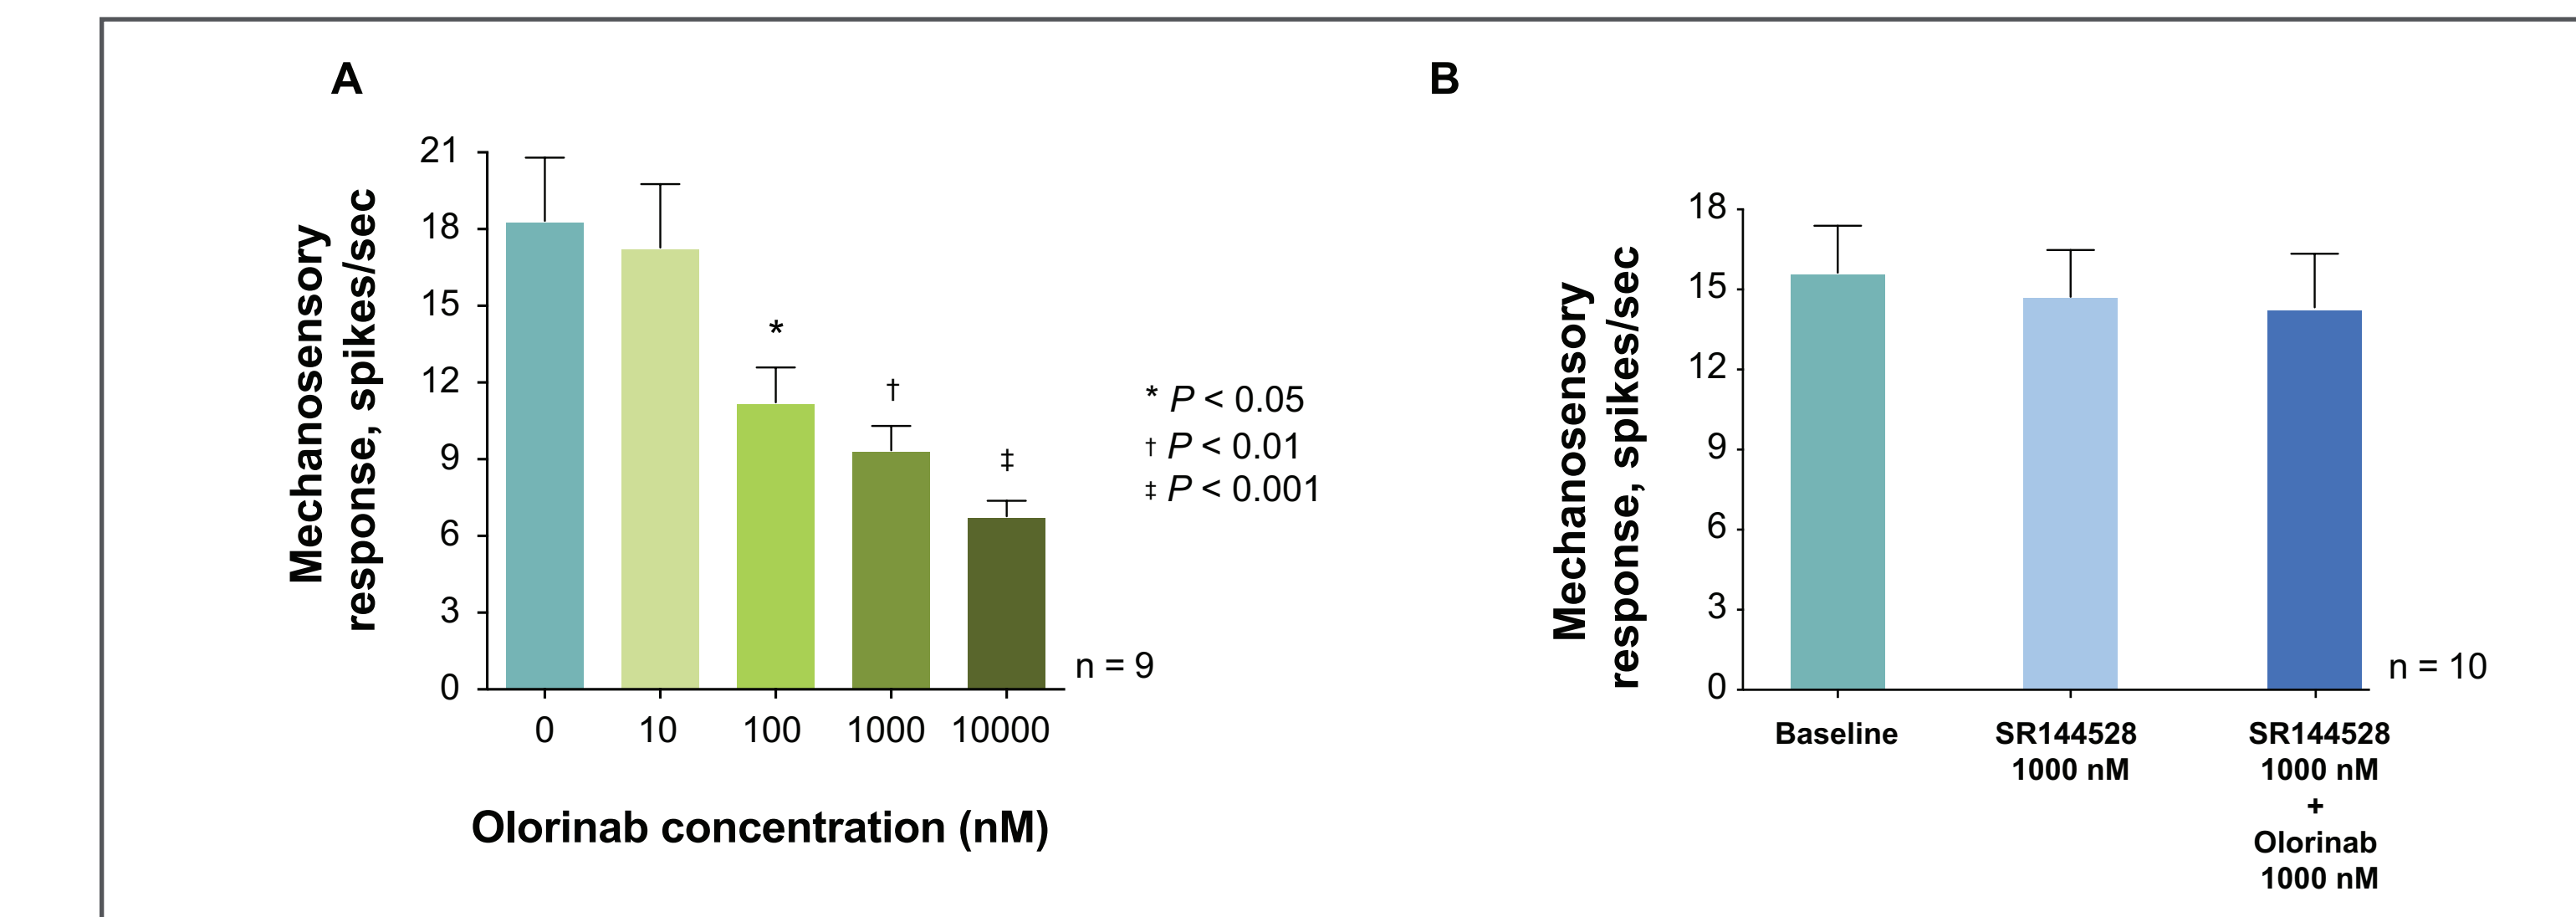 A
Mechanosensory
response, spikes/sec
21
18
15
12
9
6
3
0
*
†
‡
0 10 100 1000 10000
n = 9
Olorinab concentration (nM)
* P < 0.05
† P < 0.01
‡ P < 0.001
B
Mechanosensory
response, spikes/sec
18
15
12
9
6
3
0
n = 10
Baseline
SR144528
1000 nM
SR144528
1000 nM
+
Olorinab
1000 nM